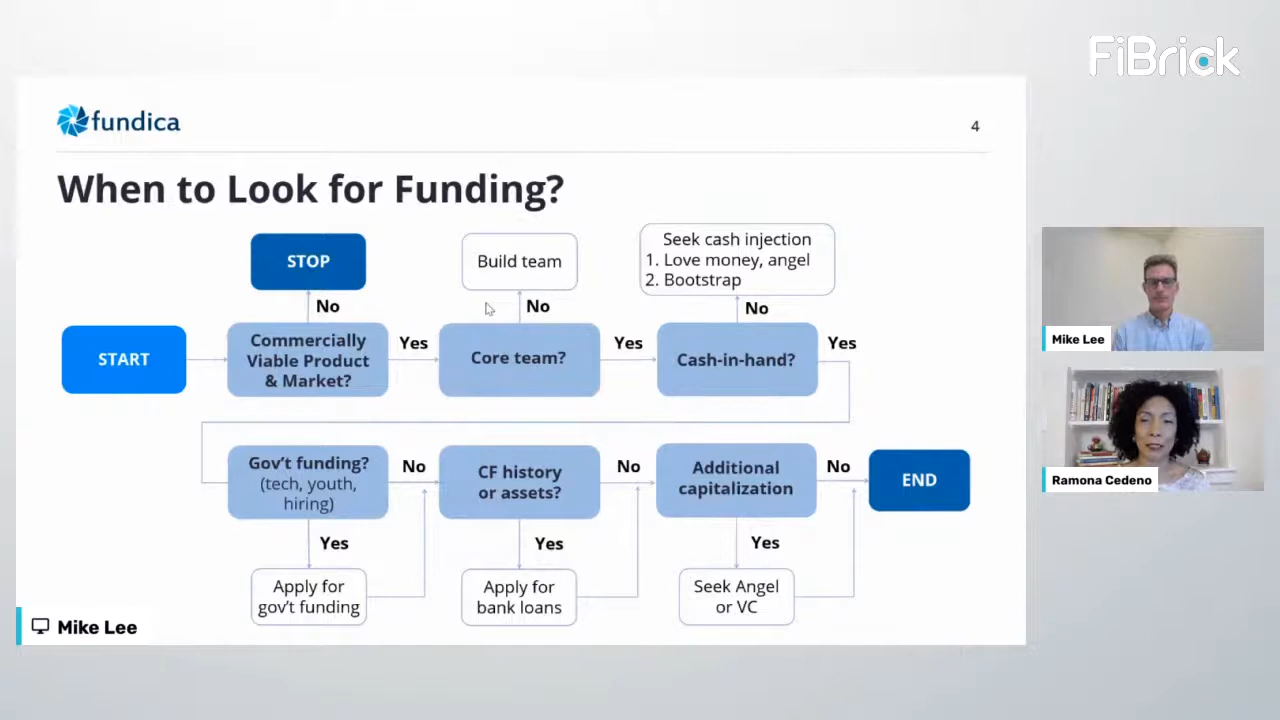 FiBrick
fundica
4
When to Look for Funding?
STOP
Build team
Seek cash injection
1. Love money, angel
2. Bootstrap
No
No
No
START
Commercially
Viable Product
& Market?
Yes
Core team?
Yes
Cash-in-hand?
Yes
Mike Lee
Gov't funding?
(tech, youth,
hiring)
No
CF history
or assets?
No
Additional
capitalization
No
END
Ramona Cedeno
Yes
Yes
Yes
Apply for
gov't funding
Apply for
bank loans
Seek Angel
or VC
Mike Lee